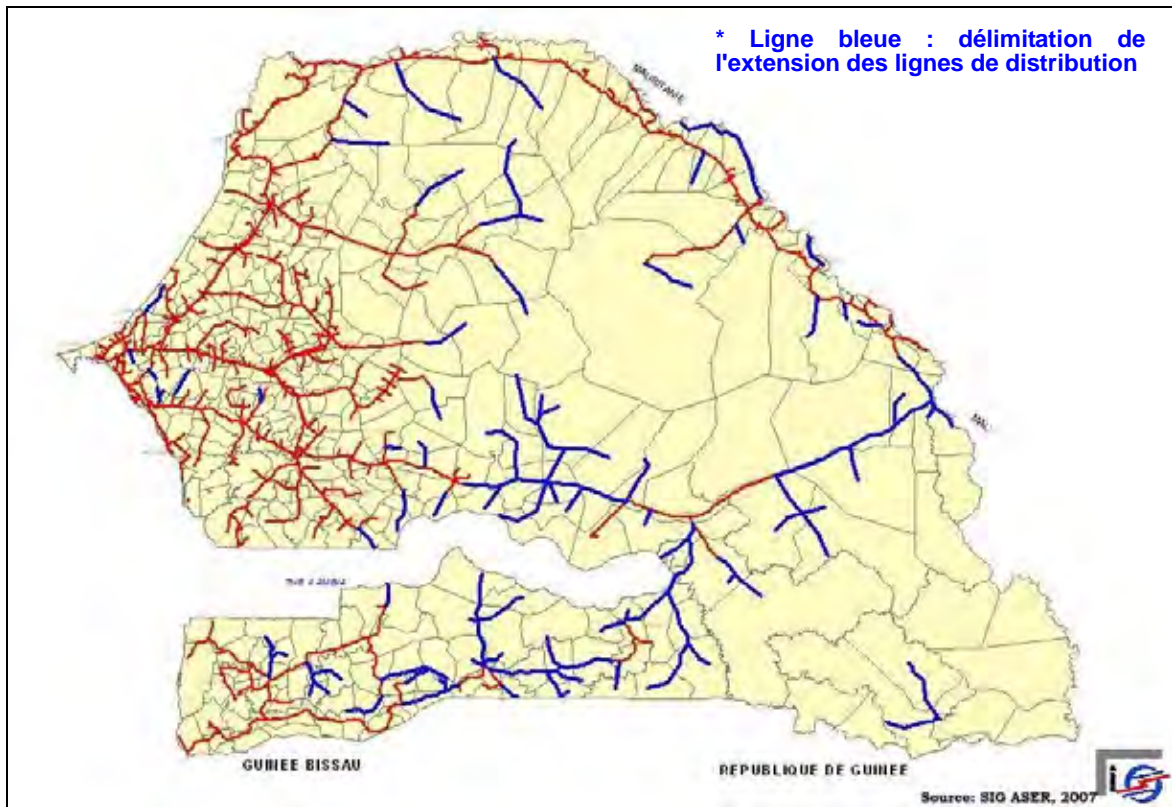 * Ligne bleue : délimitation de
l'extension des lignes de distribution
MAURITANIE
MALI
GUINEE BISSAU
REPUBLIQUE DE GUINEE
Source: SIG ASER, 2007